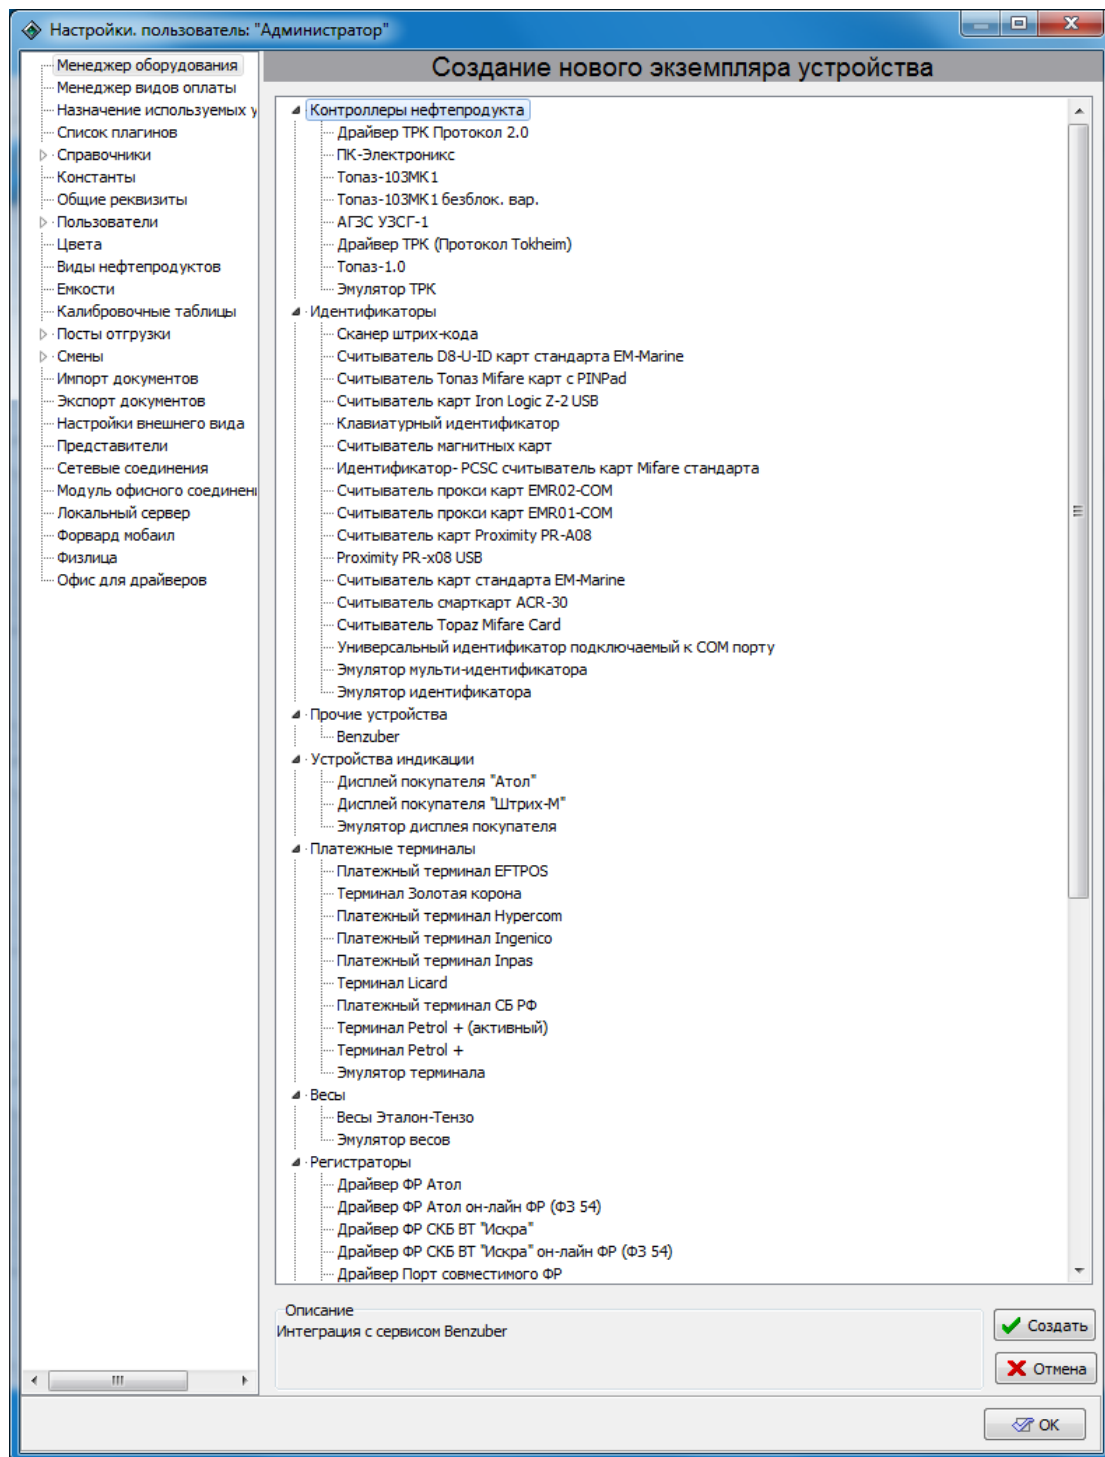 Настройки. пользователь: "Администратор"
Менеджер оборудования
Менеджер видов оплаты
Назначение используемых у
Список плагинов
Справочники
Константы
Общие реквизиты
Пользователи
Цвета
Виды нефтепродуктов
Емкости
Калибровочные таблицы
Посты отгрузки
Смены
Импорт документов
Экспорт документов
Настройки внешнего вида
Представители
Сетевые соединения
Модуль офисного соединени
Локальный сервер
Форвард мобаил
Физлица
Офис для драйверов
Создание нового экземпляра устройства
Контроллеры нефтепродукта
Драйвер ТРК Протокол 2.0
ПК-Электроникс
Топаз-103МК1
Топаз-103МК1 безблок. вар.
АГЗС УЗСГ-1
Драйвер ТРК (Протокол Tokheim)
Топаз-1.0
Эмулятор ТРК
Идентификаторы
Сканер штрих-кода
Считыватель D8-U-ID карт стандарта EM-Marine
Считыватель Топаз Mifare карт с PINPad
Считыватель карт Iron Logic Z-2 USB
Клавиатурный идентификатор
Считыватель магнитных карт
Идентификатор- PCSC считыватель карт Mifare стандарта
Считыватель прокси карт EMR02-COM
Считыватель прокси карт EMR01-COM
Считыватель карт Proximity PR-A08
Proximity PR-x08 USB
Считыватель карт стандарта EM-Marine
Считыватель смарткарт ACR-30
Считыватель Topaz Mifare Card
Универсальный идентификатор подключаемый к COM порту
Эмулятор мульти-идентификатора
Эмулятор идентификатора
Прочие устройства
Benzuber
Устройства индикации
Дисплей покупателя "Атол"
Дисплей покупателя "Штрих-М"
Эмулятор дисплея покупателя
Платежные терминалы
Платежный терминал EFTPOS
Терминал Золотая корона
Платежный терминал Hypercom
Платежный терминал Ingenico
Платежный терминал Inpas
Терминал Licard
Платежный терминал СБ РФ
Терминал Petrol + (активный)
Терминал Petrol +
Эмулятор терминала
Весы
Весы Эталон-Тензо
Эмулятор весов
Регистраторы
Драйвер ФР Атол
Драйвер ФР Атол он-лайн ФР (ФЗ 54)
Драйвер ФР СКБ ВТ "Искра"
Драйвер ФР СКБ ВТ "Искра" он-лайн ФР (ФЗ 54)
Драйвер Порт совместимого ФР
Описание
Интеграция с сервисом Benzuber
Создать
Отмена
OK